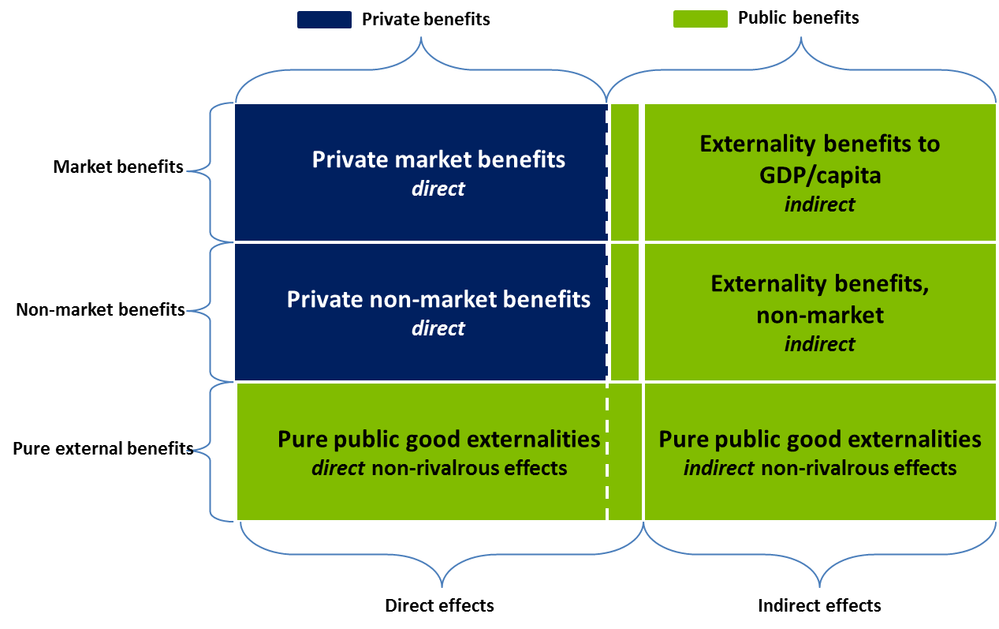 Private benefits
Public benefits
Market benefits
Private market benefits
direct
Externality benefits to
GDP/capita
indirect
Non-market benefits
Private non-market benefits
direct
Externality benefits,
non-market
indirect
Pure external benefits
Pure public good externalities
direct non-rivalrous effects
Pure public good externalities
indirect non-rivalrous effects
Direct effects
Indirect effects